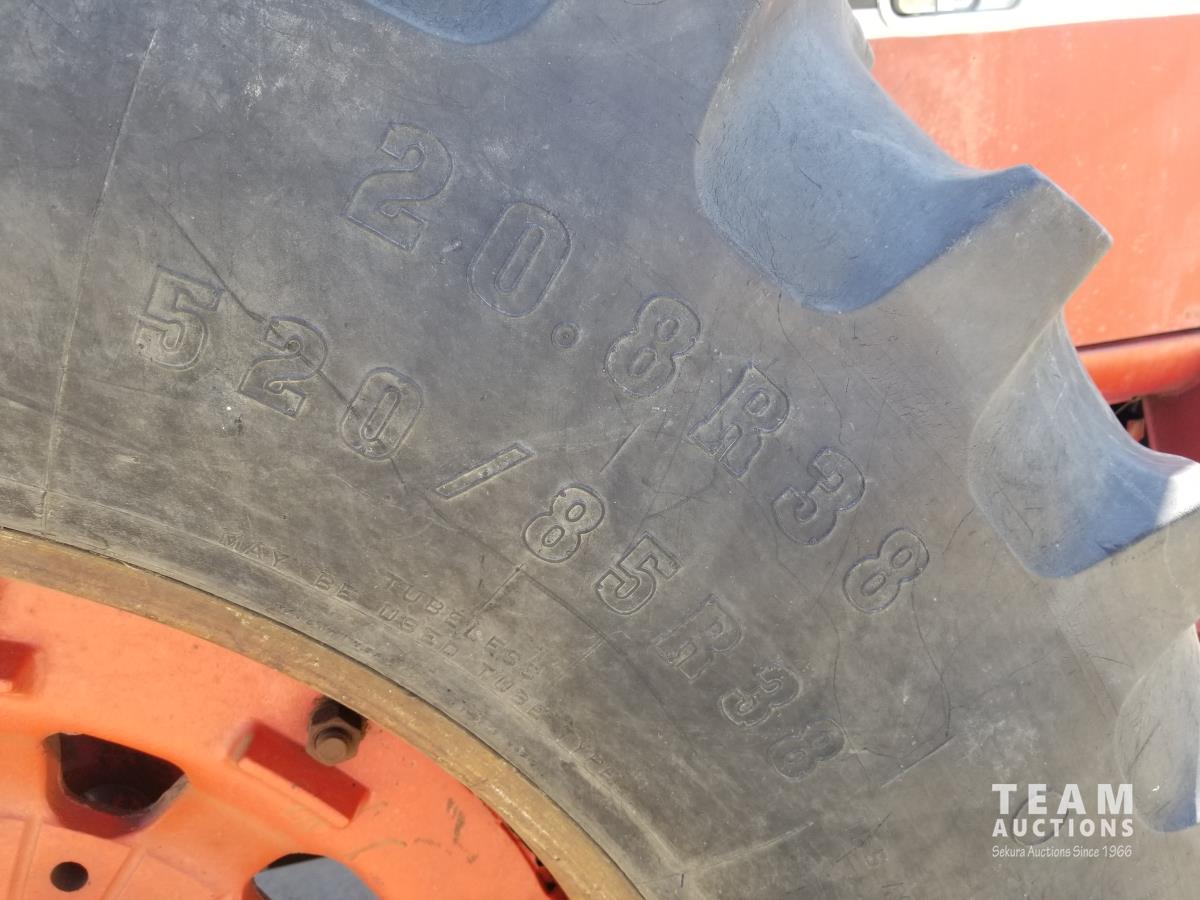 20.8R38
520/85R38
TUBELESS
MAY BE USED TUBE TYPE
TEAM
AUCTIONS
Sekura Auctions Since 1966